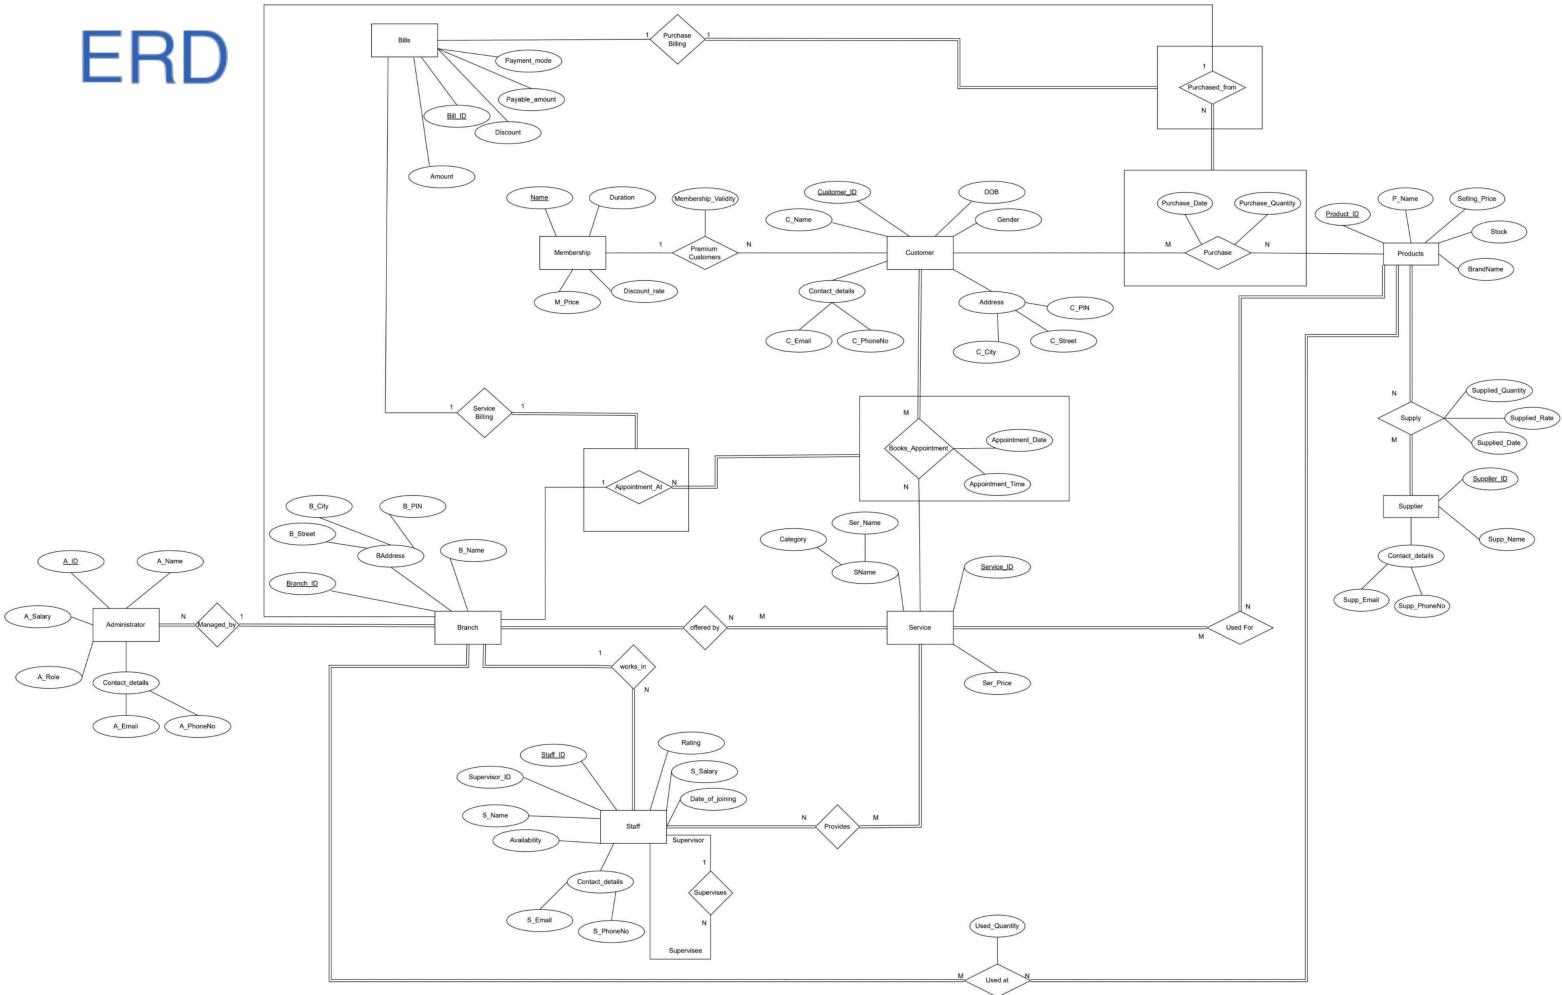 ERD
Bills
1
Purchase
Billing
1
Payment_mode
Payable_amount
Bill_ID
Discount
Amount
1
Purchased_from
N
Name
Duration
Membership_Validity
Membership
1
Premium
Customers
N
M_Price
Discount_rate
Customer_ID
DOB
C_Name
Gender
Customer
Contact_details
Address
C_PIN
C_Email
C_PhoneNo
C_City
C_Street
Purchase_Date
Purchase_Quantity
M
Purchase
N
Product_ID
P_Name
Selling_Price
Stock
Products
BrandName
1
Service
Billing
1
M
Books_Appointment
Appointment_Date
Appointment_Time
N
1
Appointment_At
N
N
Supply
M
Supplied_Quantity
Supplied_Rate
Supplied_Date
Supplier_ID
Supplier
Supp_Name
Contact_details
Supp_Email
Supp_PhoneNo
B_City
B_PIN
B_Street
BAddress
B_Name
Branch_ID
Branch
Ser_Name
Category
SName
Service_ID
Service
Ser_Price
A_ID
A_Name
A_Salary
Administrator
N
Managed_by
1
A_Role
Contact_details
A_Email
A_PhoneNo
offered by
N
M
N
Used For
M
1
works_in
N
Staff_ID
Rating
Supervisor_ID
S_Salary
Date_of_joining
S_Name
Staff
Availability
Supervisor
Contact_details
1
Supervises
N
S_Email
S_PhoneNo
Supervisee
N
Provides
M
Used_Quantity
M
Used at
N